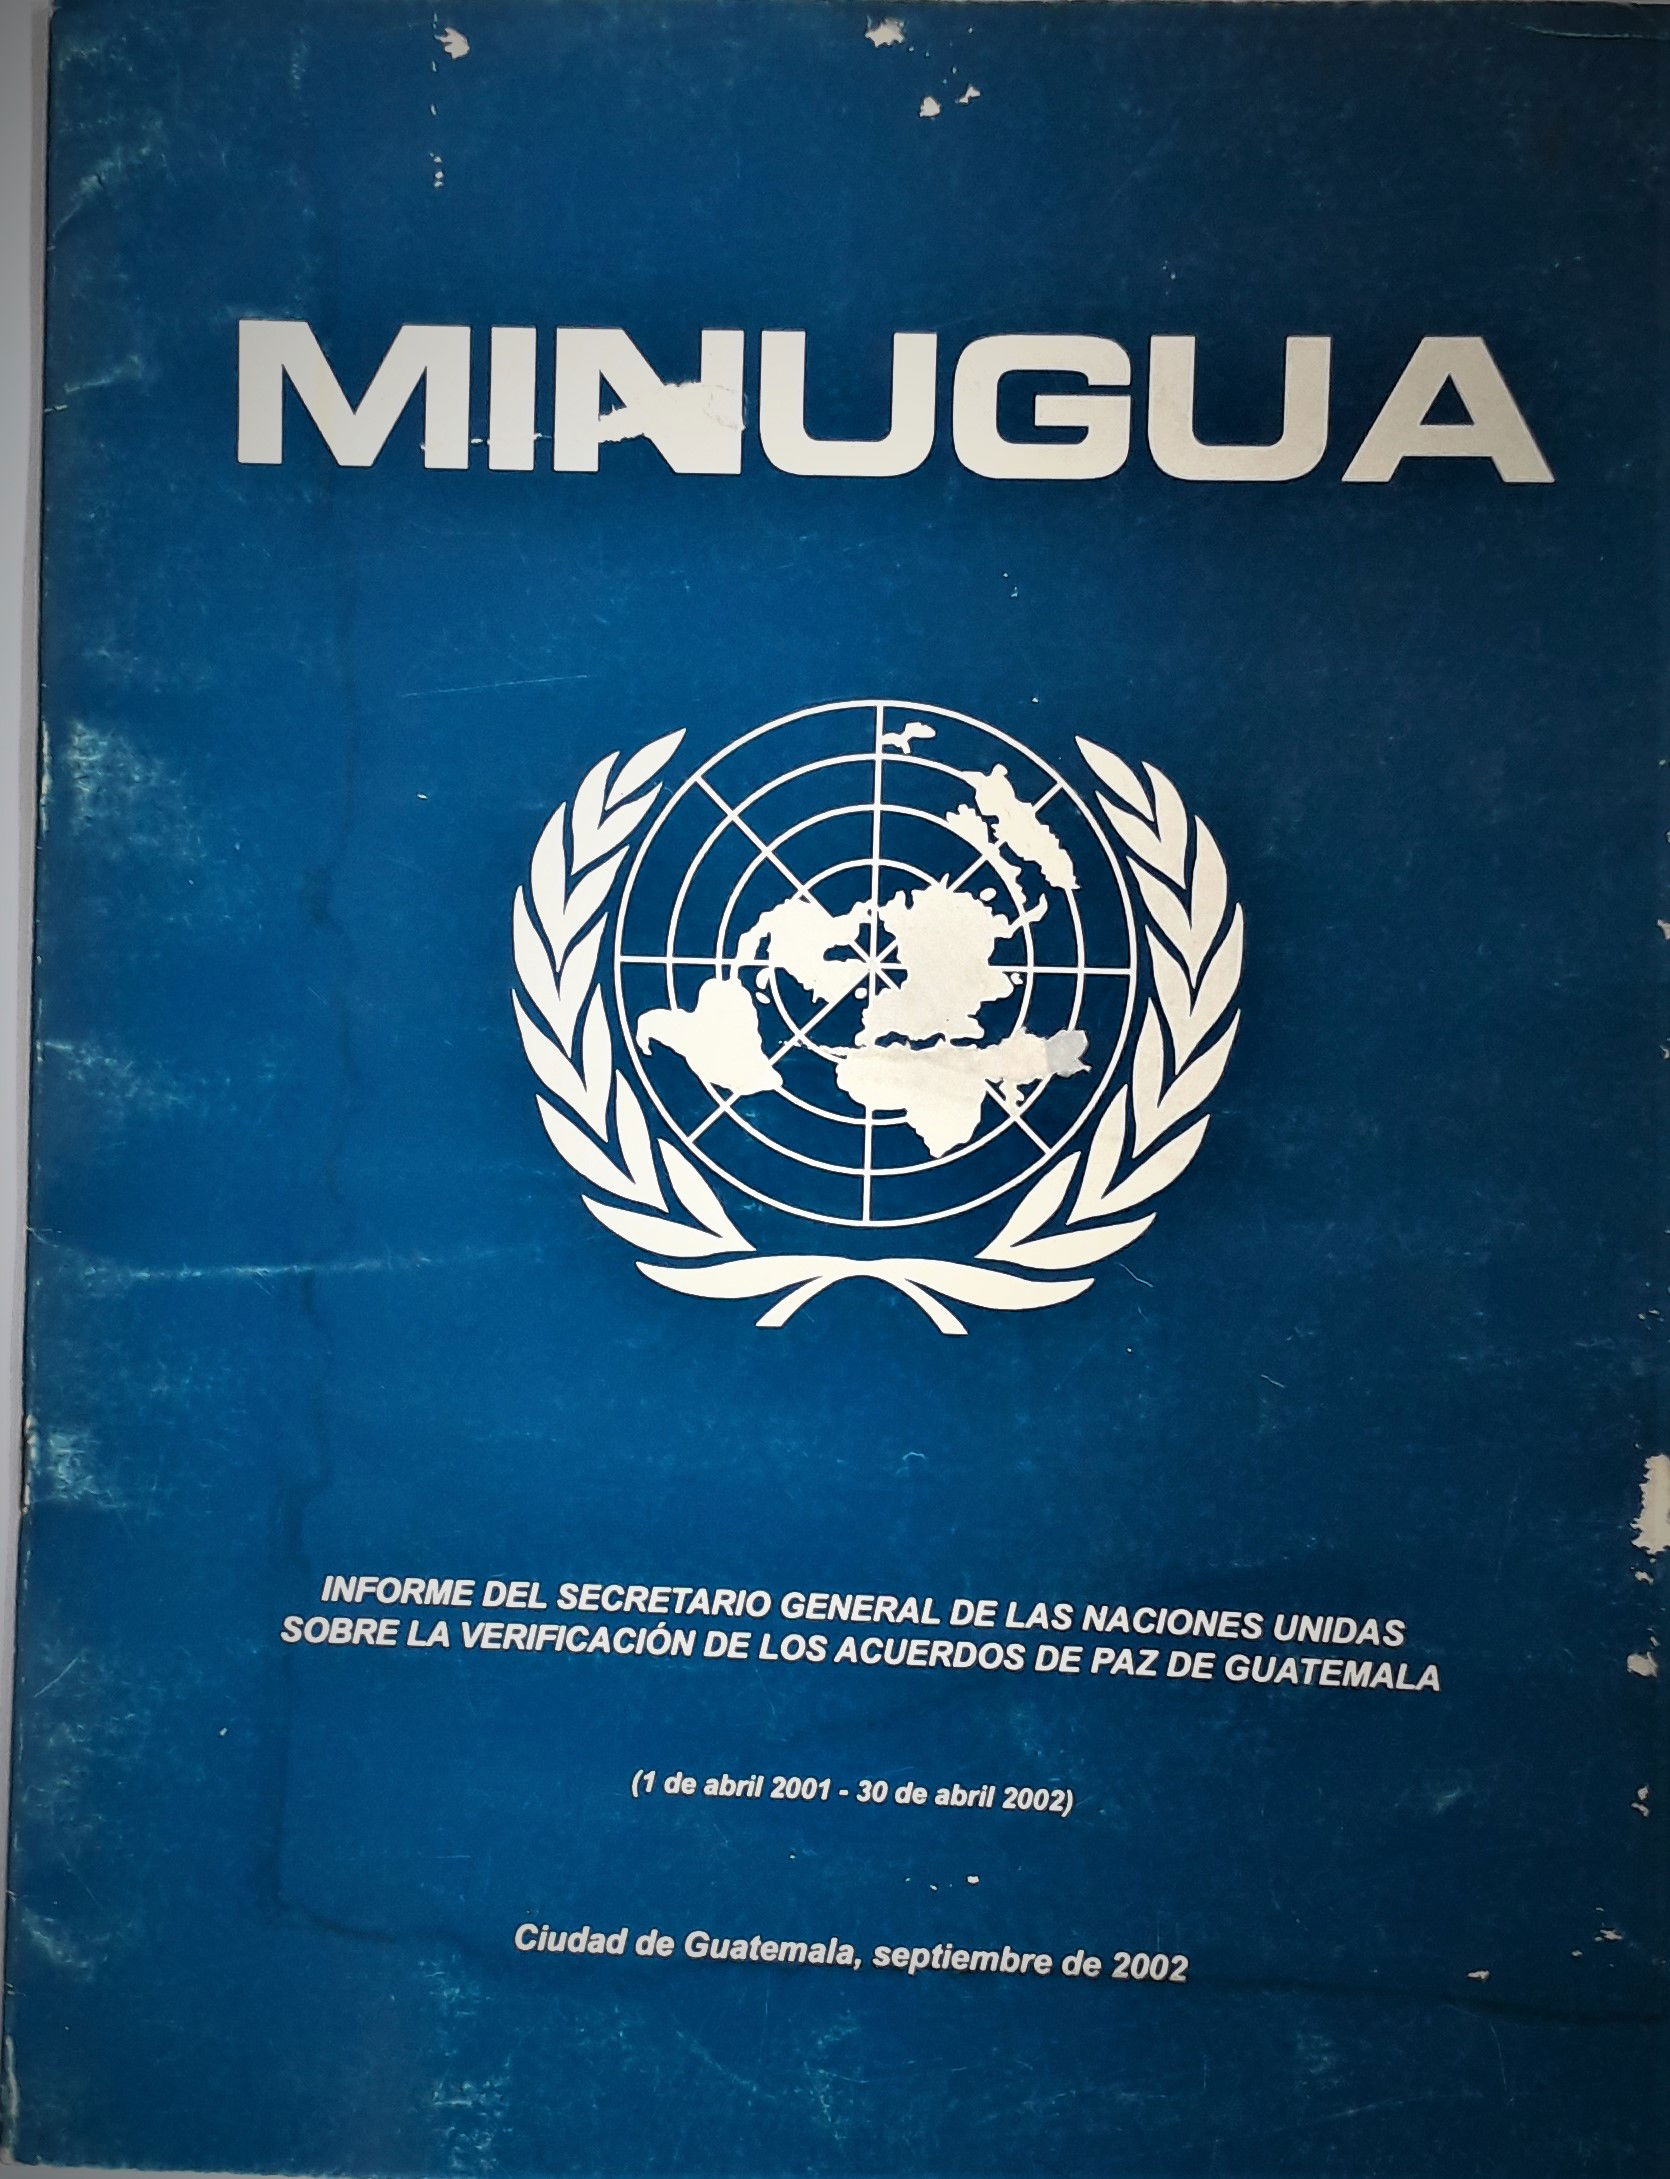 MINUGUA
INFORME DEL SECRETARIO GENERAL DE LAS NACIONES UNIDAS
SOBRE LA VERIFICACIÓN DE LOS ACUERDOS DE PAZ DE GUATEMALA
(1 de abril 2001 - 30 de abril 2002)
Ciudad de Guatemala, septiembre de 2002